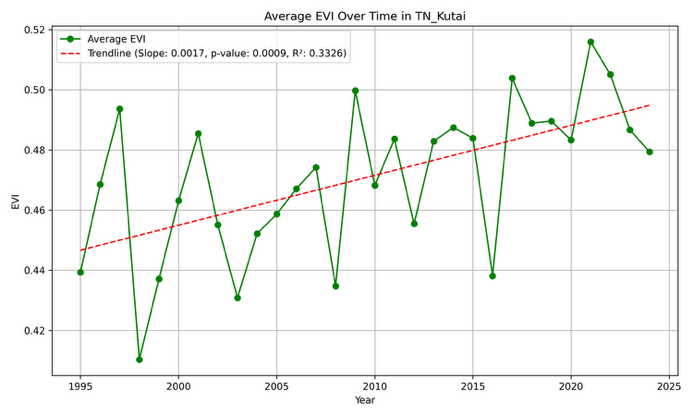 Average EVI Over Time in TN_Kutai
Average EVI
Trendline (Slope: 0.0017, p-value: 0.0009, R²: 0.3326)
0.52
0.50
0.48
0.46
0.44
0.42
EVI
1995 2000 2005 2010 2015 2020 2025
Year